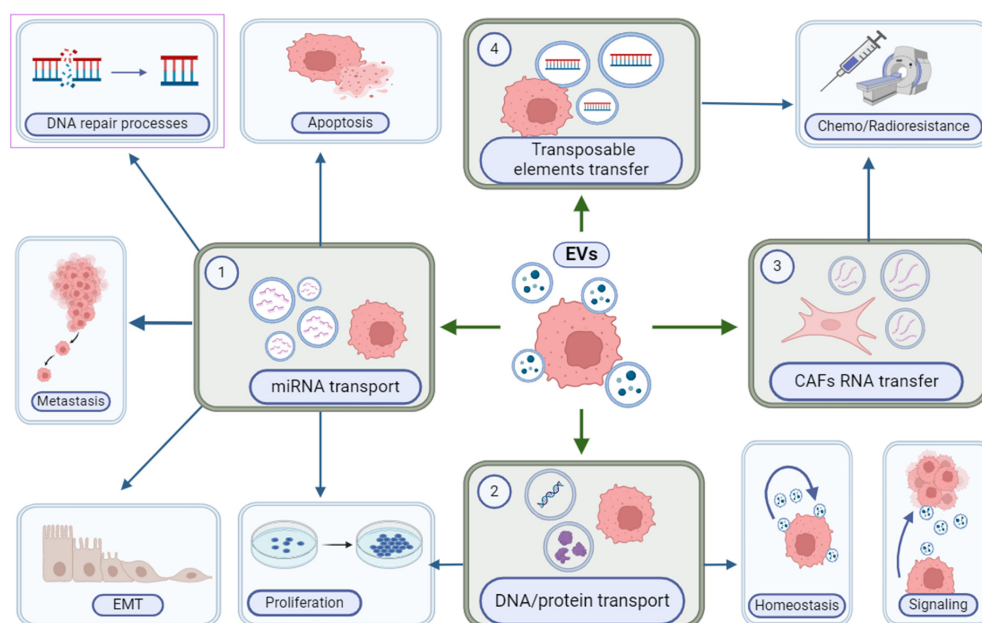 DNA repair processes
Apoptosis
4
Transposable
elements transfer
Chemo/Radioresistance
1
miRNA transport
EVs
3
CAFs RNA transfer
Metastasis
EMT
Proliferation
2
DNA/protein transport
Homeostasis
Signaling